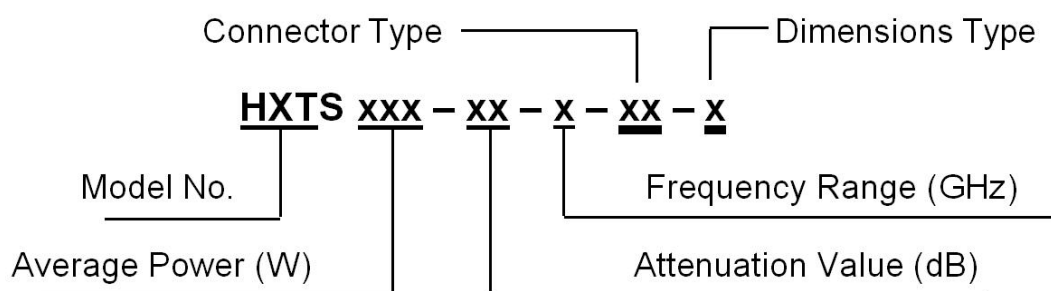 Connector Type Dimensions Type
HXTS xxx – xx – x – xx – x
Model No. Frequency Range (GHz)
Average Power (W) Attenuation Value (dB)